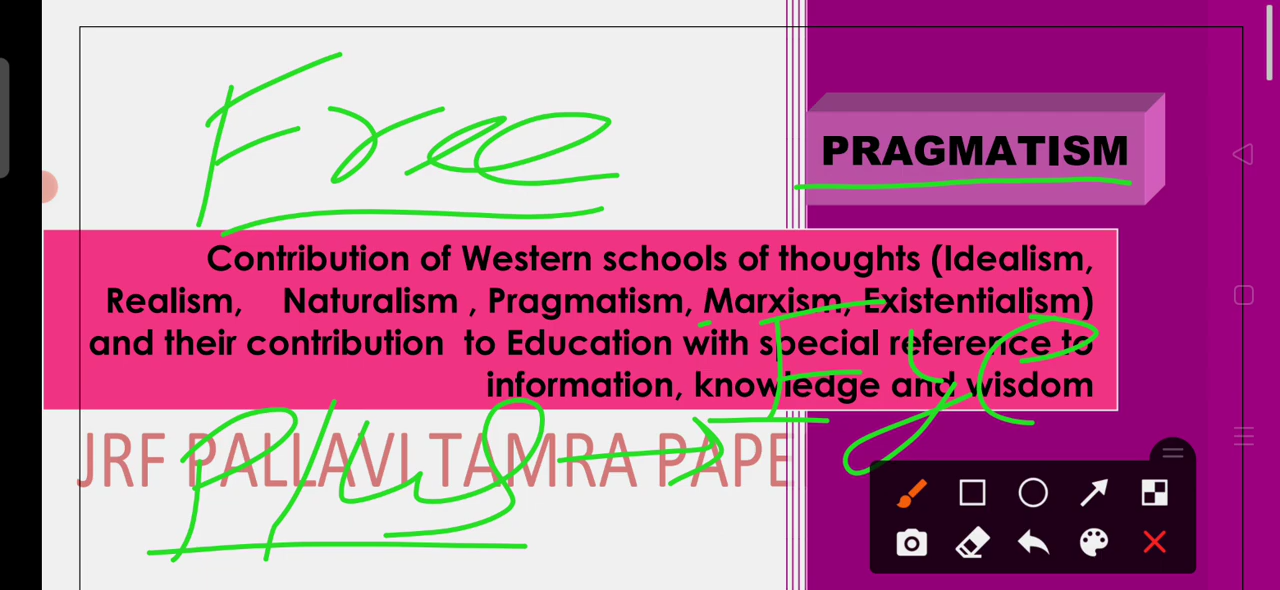 Free
PRAGMATISM
Contribution of Western schools of thoughts (Idealism,
Realism, Naturalism , Pragmatism, Marxism, Existentialism)
and their contribution to Education with special reference to
information, knowledge and wisdom
JRF PALLAVI TAMRA PAPE
Plus
Eye